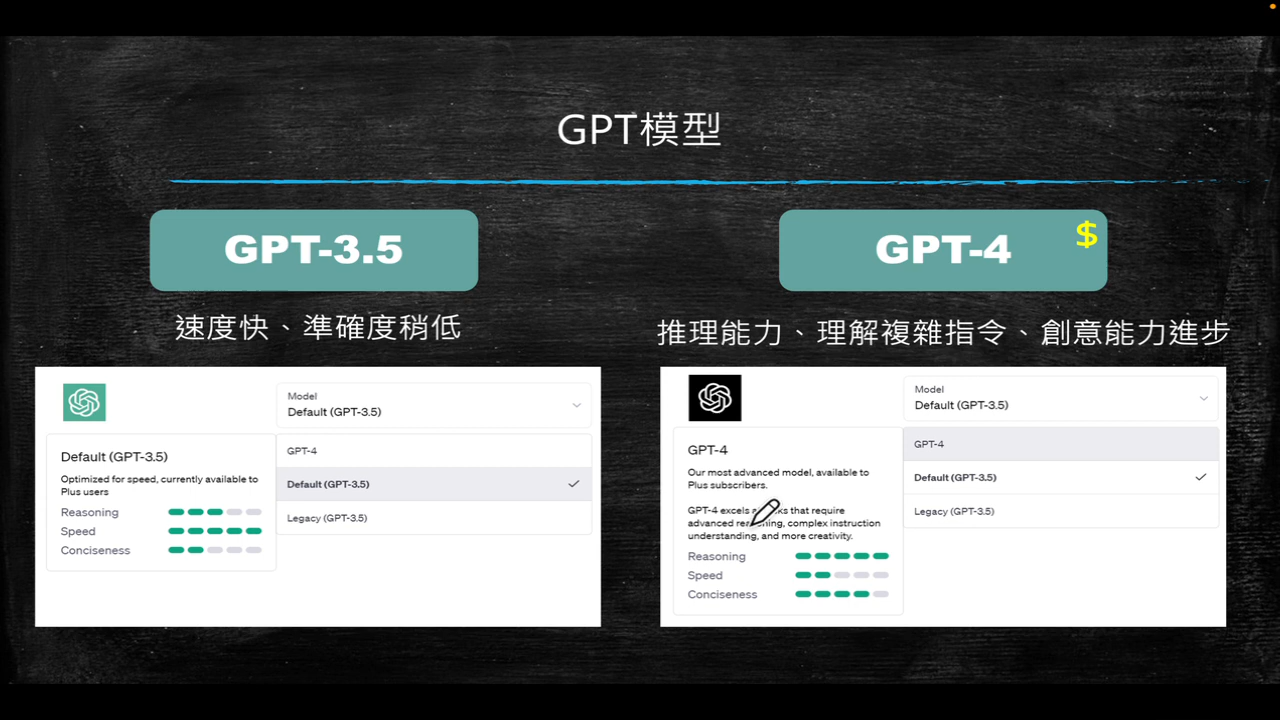 GPT模型
GPT-3.5
速度快、準確度稍低
Model
Default (GPT-3.5)
Default (GPT-3.5)
Optimized for speed, currently available to
Plus users
Reasoning
Speed
Conciseness
GPT-4
Default (GPT-3.5)
Legacy (GPT-3.5)
GPT-4
$
推理能力、理解複雜指令、創意能力進步
Model
Default (GPT-3.5)
GPT-4
Our most advanced model, available to
Plus subscribers.
GPT-4 excels that require
advanced complex instruction
understanding, and more creativity.
Reasoning
Speed
Conciseness
GPT-4
Default (GPT-3.5)
Legacy (GPT-3.5)